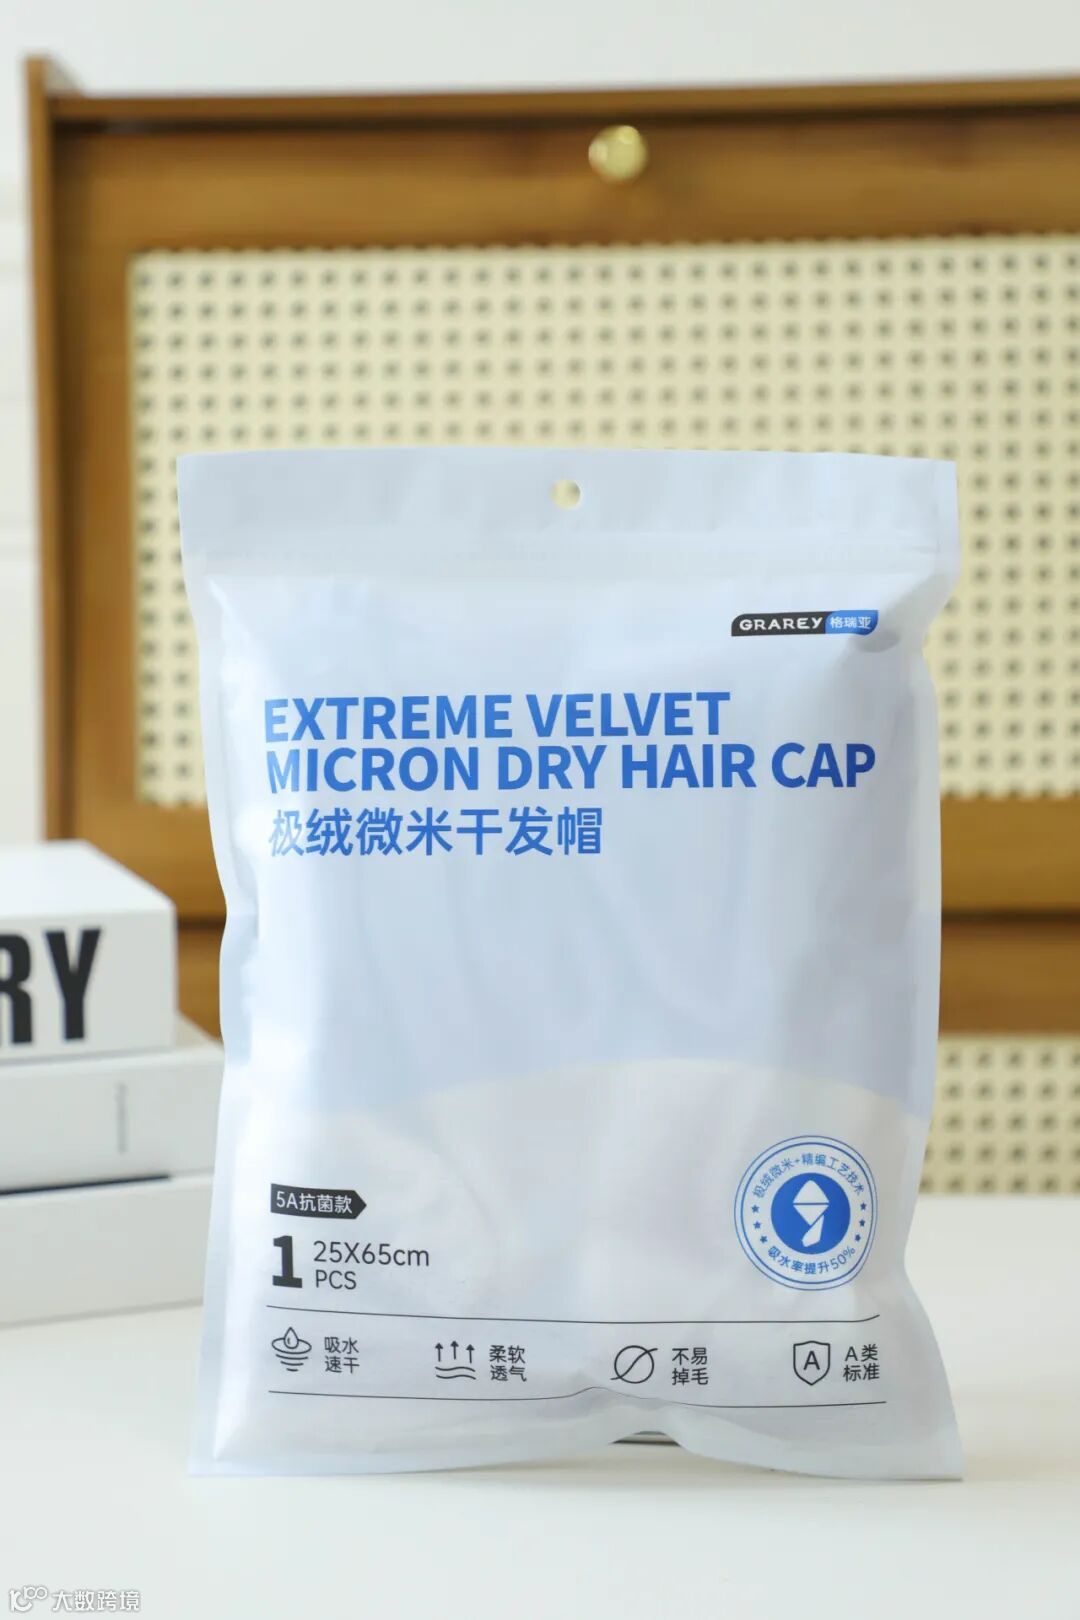 GRAREY 格瑞亚
EXTREME VELVET
MICRON DRY HAIR CAP
极绒微米干发帽
RY
极绒微米+精编工艺技术
吸水率提升50%
5A抗菌款
1 25X65cm
PCS
吸水
速干
柔软
透气
不易
掉毛
A
A类
标准
大数跨境